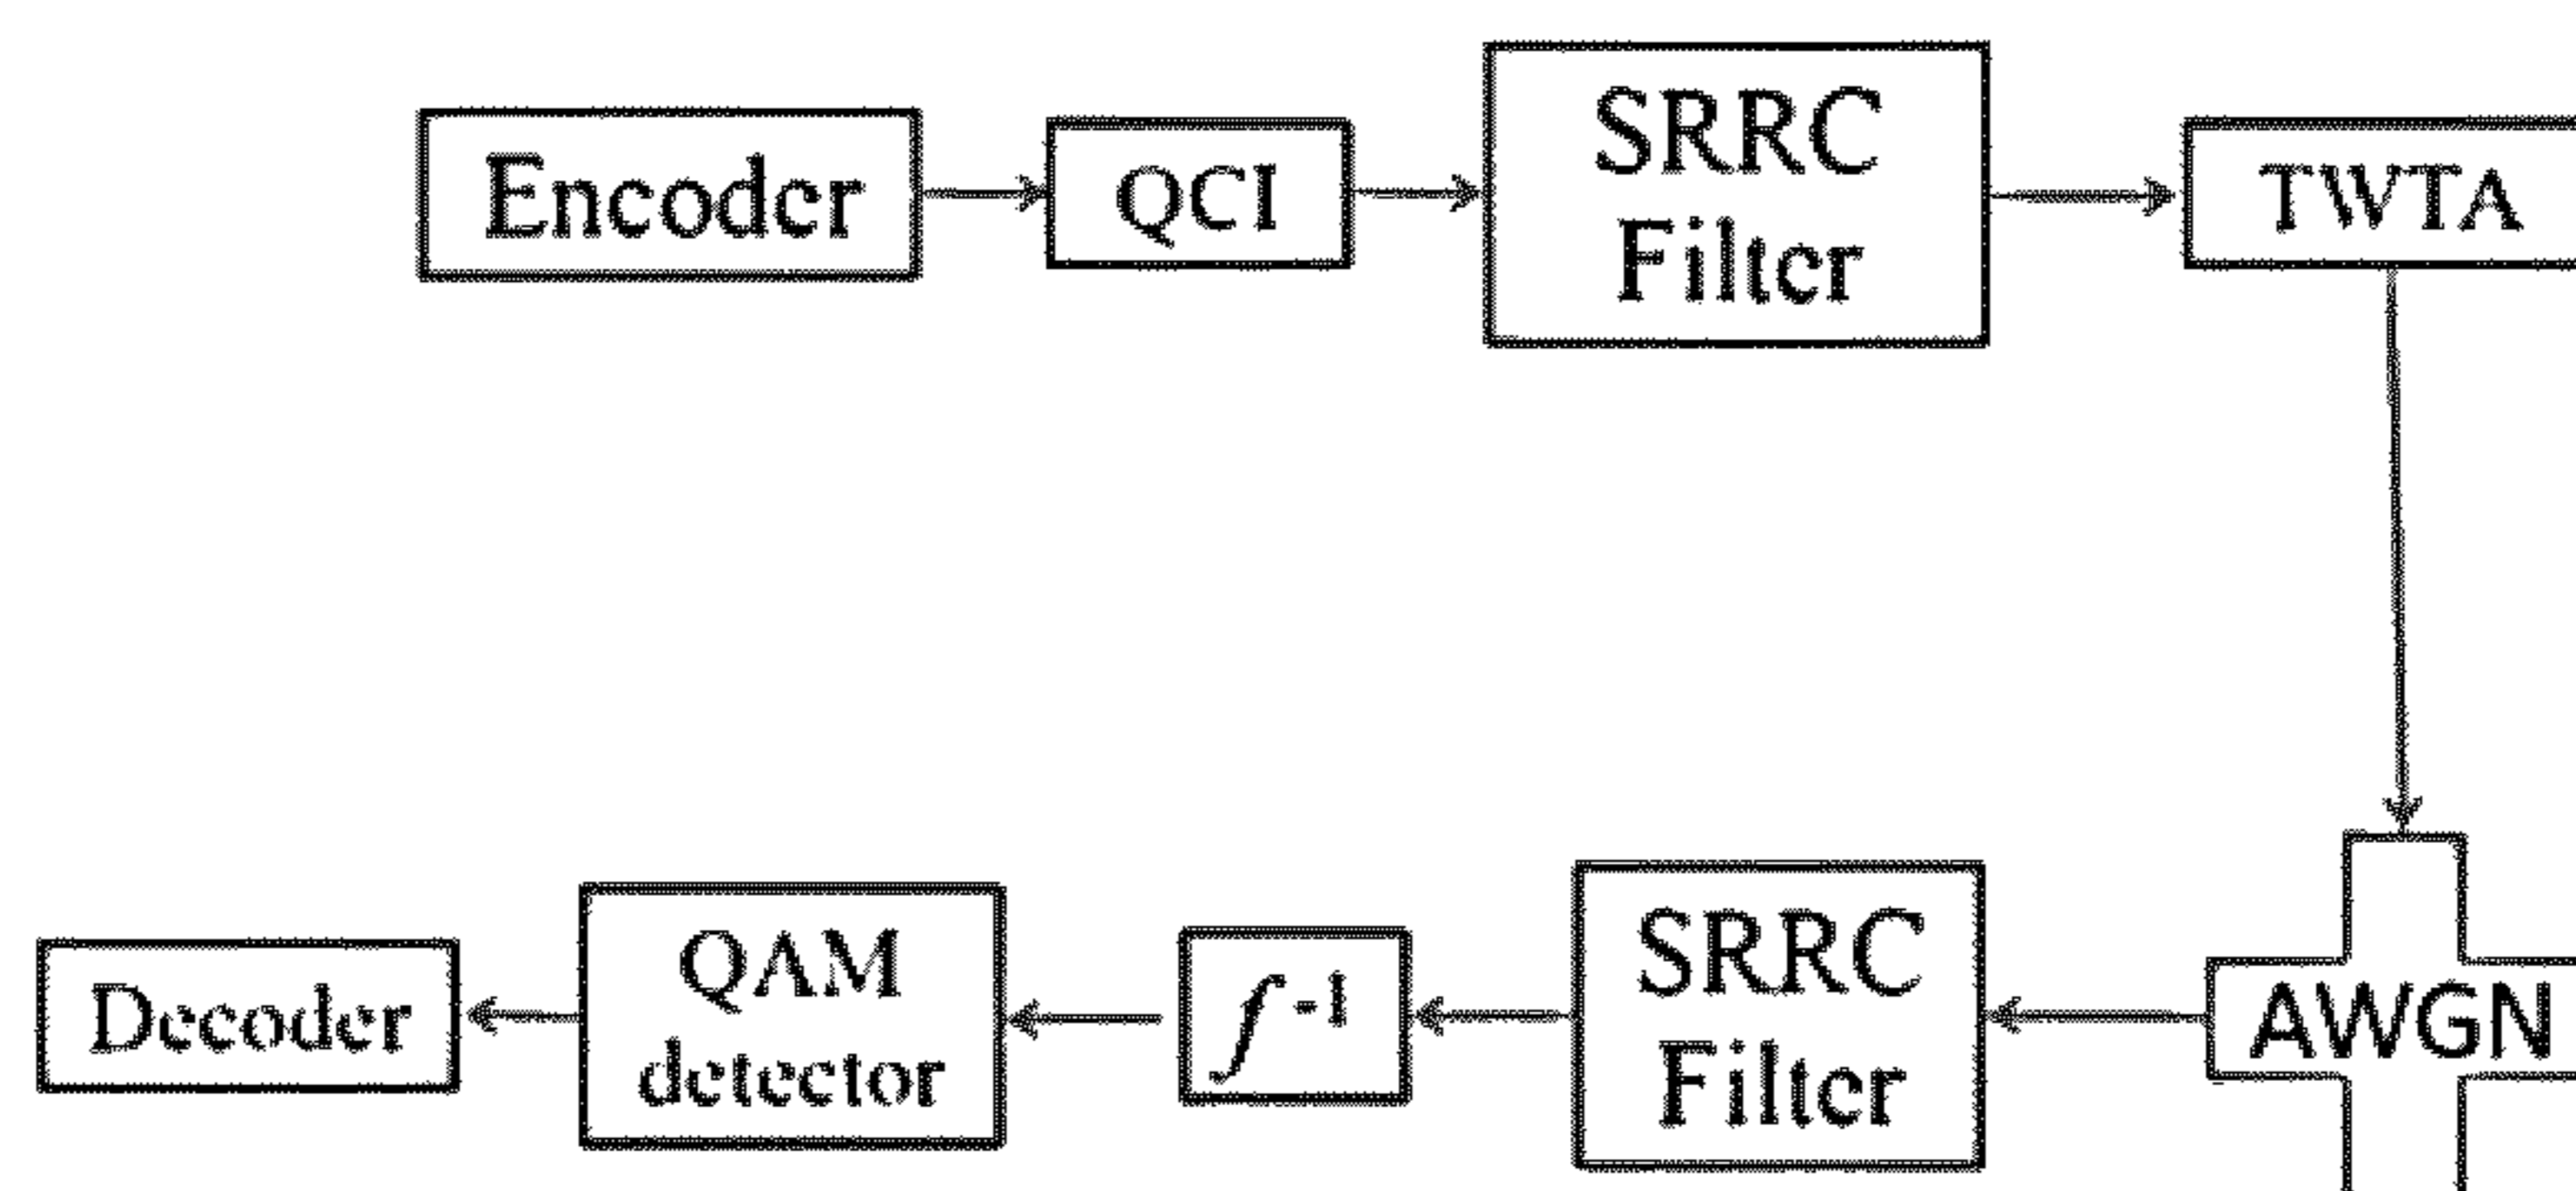 Encoder
QCI
SRRC
Filter
TWTA
AWGN
SRRC
Filter
f-1
QAM
detector
Decoder